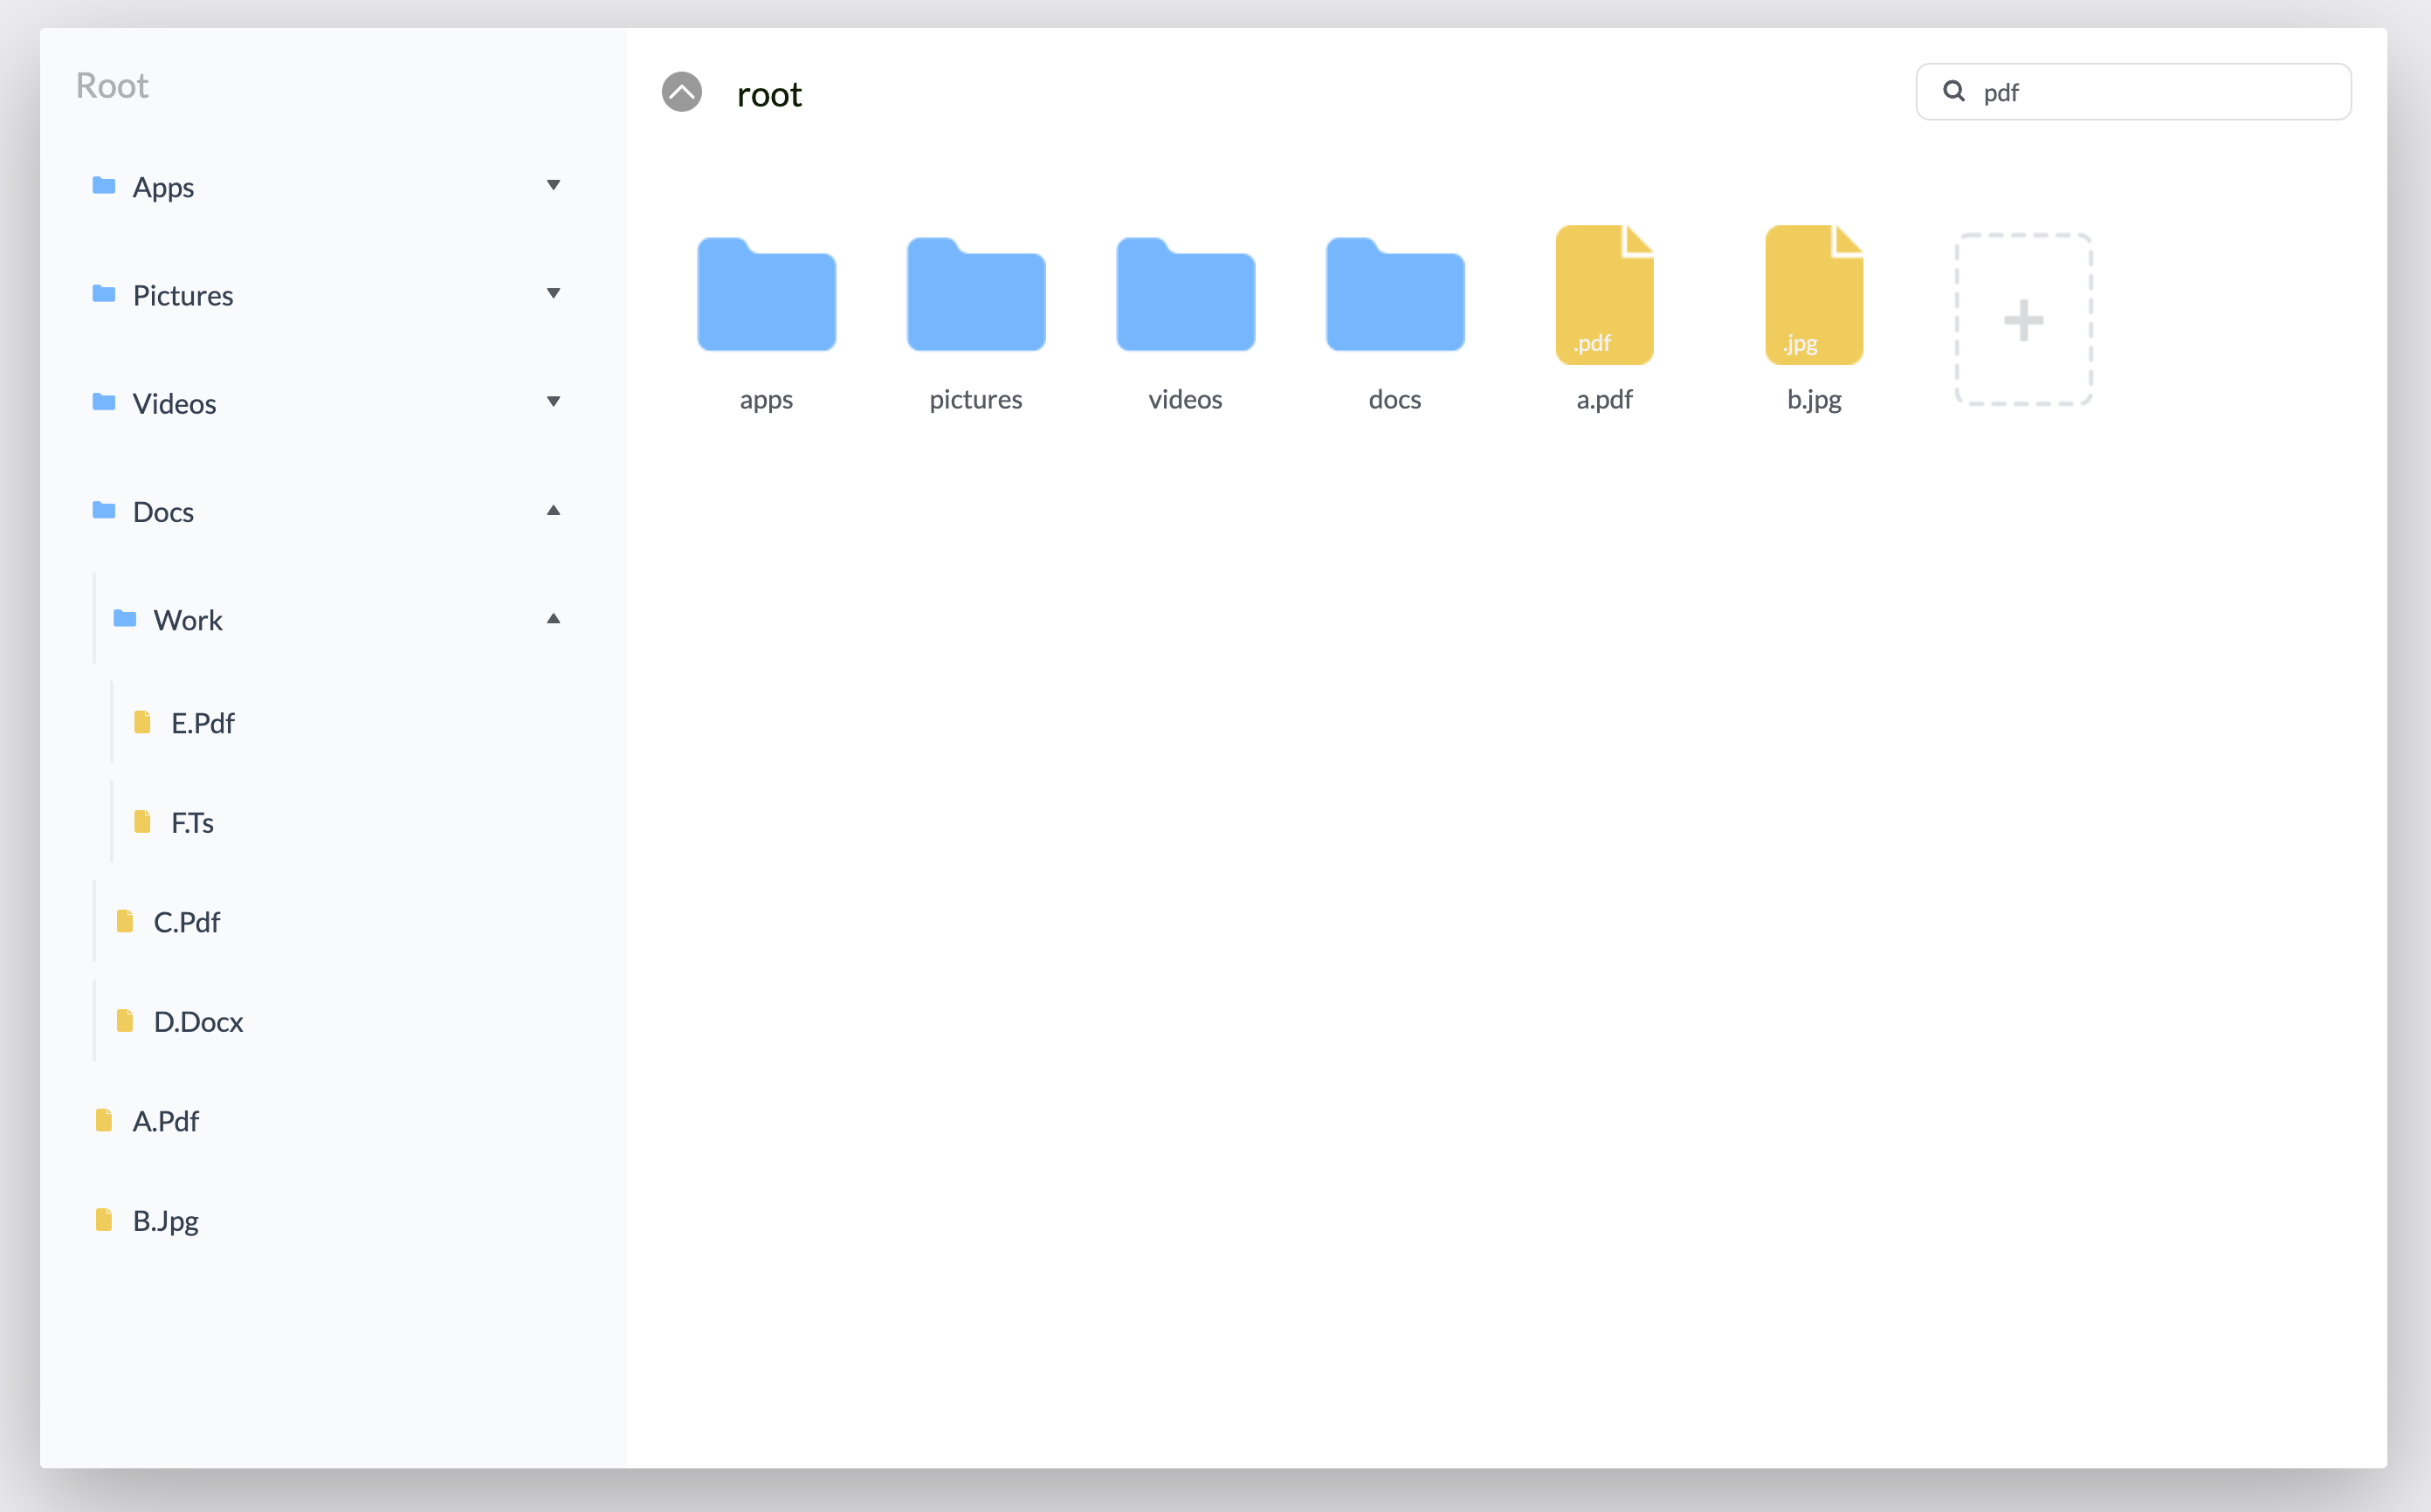 Root
Apps
Pictures
Videos
Docs
Work
E.Pdf
F.Ts
C.Pdf
D.Docx
A.Pdf
B.Jpg
root
pdf
.pdf
.jpg
apps
pictures
videos
docs
a.pdf
b.jpg